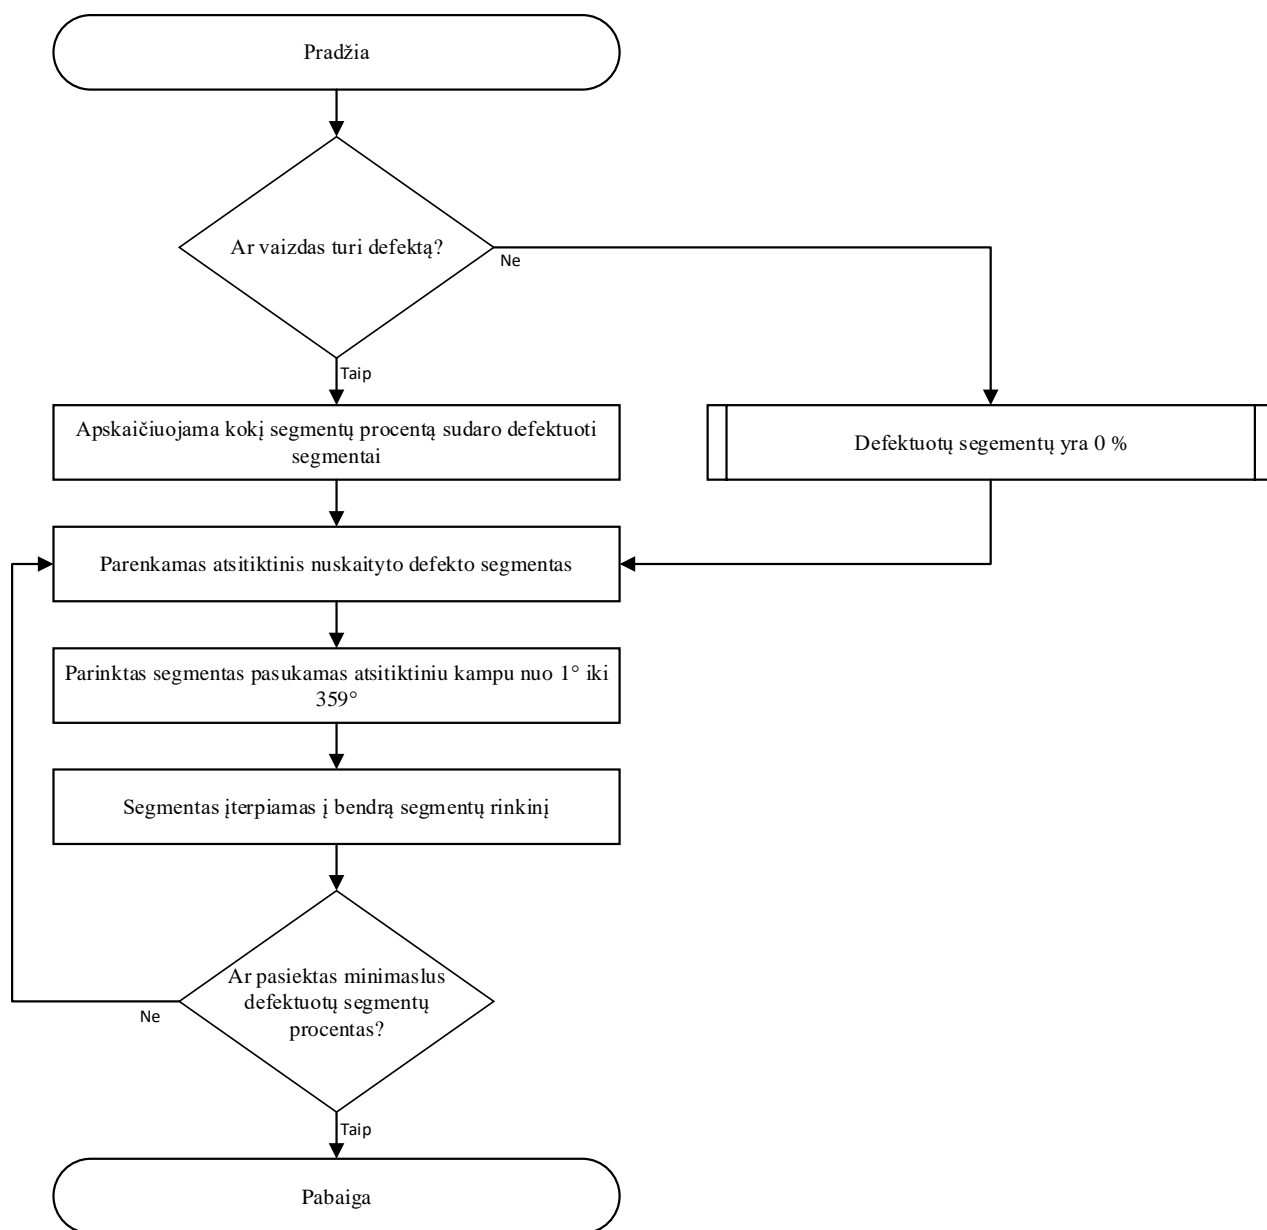 Pradžia
Ar vaizdas turi defektą?
Ne
Taip
Apskaičiuojama kokį segmentų procentą sudaro defektuoti
segmentai
Defektuotų segementų yra 0 %
Parenkamas atsitiktinis nuskaityto defekto segmentas
Parinktas segmentas pasukamas atsitiktiniu kampu nuo 1° iki
359°
Segmentas įterpiamas į bendrą segmentų rinkinį
Ar pasiektas minimaslus
defektuotų segmentų
procentas?
Ne
Taip
Pabaiga